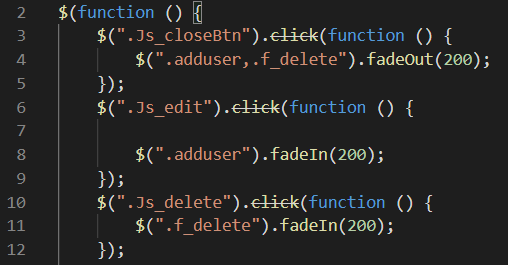 2 $(function () {
3 $(".Js_closeBtn").click(function () {
4 $(".adduser,.f_delete").fadeOut(200);
5 });
6 $(".Js_edit").click(function () {
7
8 $(".adduser").fadeIn(200);
9 });
10 $(".Js_delete").click(function () {
11 $(".f_delete").fadeIn(200);
12 });